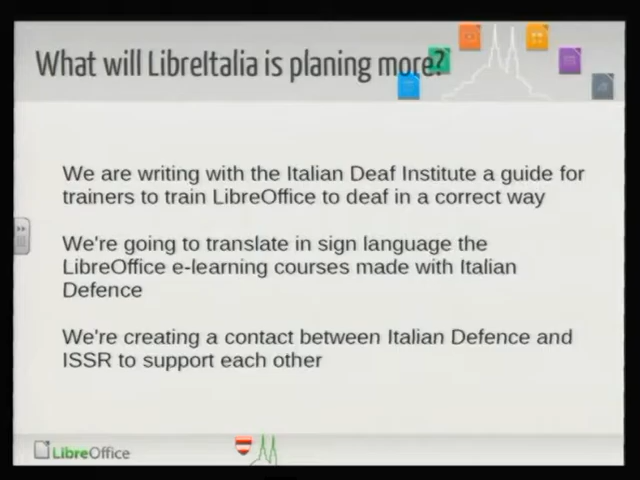 What will LibreItalia is planing more?
We are writing with the Italian Deaf Institute a guide for
trainers to train LibreOffice to deaf in a correct way
We're going to translate in sign language the
LibreOffice e-learning courses made with Italian
Defence
We're creating a contact between Italian Defence and
ISSR to support each other
LibreOffice